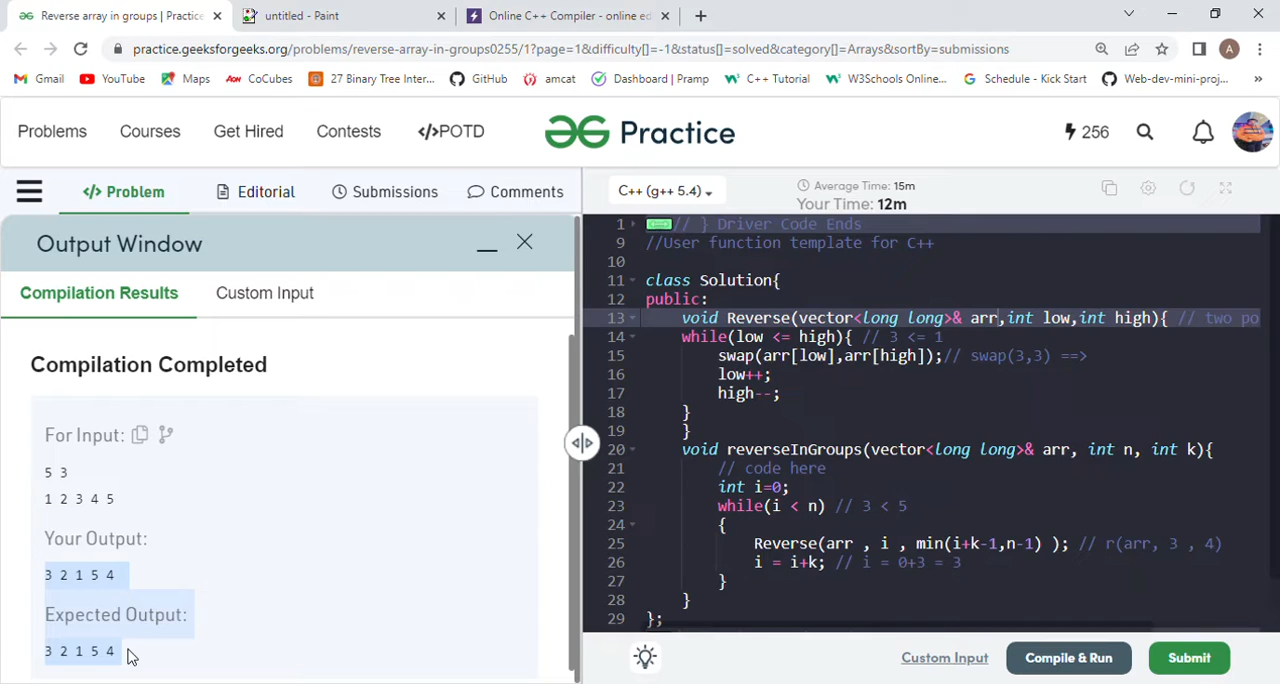 Reverse array in groups | Practice
untitled - Paint
Online C++ Compiler - online ed
practice.geeksforgeeks.org/problems/reverse-array-in-groups0255/1?page=1&difficulty[]=-1&status[]=solved&category[]=Arrays&sortBy=submissions
A
Gmail YouTube Maps CoCubes 27 Binary Tree Inter... GitHub amcat Dashboard | Pramp C++ Tutorial W3Schools Onlin... Schedule - Kick Start Web-dev-mini-proj... »
Problems Courses Get Hired Contests </>POTD Practice 256
</> Problem Editorial Submissions Comments
C++ (g++ 5.4)
Average Time: 15m
Your Time: 12m
Output Window
Compilation Results Custom Input
Compilation Completed
For Input:
5 3
1 2 3 4 5
Your Output:
3 2 1 5 4
Expected Output:
3 2 1 5 4
1 // } Driver Code Ends
9 //User function template for C++
10
11 class Solution{
12 public:
13 void Reverse(vector<long long>& arr,int low,int high){ // two po
14 while(low <= high){ // 3 <= 1
15 swap(arr[low],arr[high]);// swap(3,3) ==>
16 low++;
17 high--;
18 }
19 }
20 void reverseInGroups(vector<long long>& arr, int n, int k){
21 // code here
22 int i=0;
23 while(i < n) // 3 < 5
24 {
25 Reverse(arr , i , min(i+k-1,n-1) ); // r(arr, 3 , 4)
26 i = i+k; // i = 0+3 = 3
27 }
28 }
29 };
Custom Input Compile & Run Submit